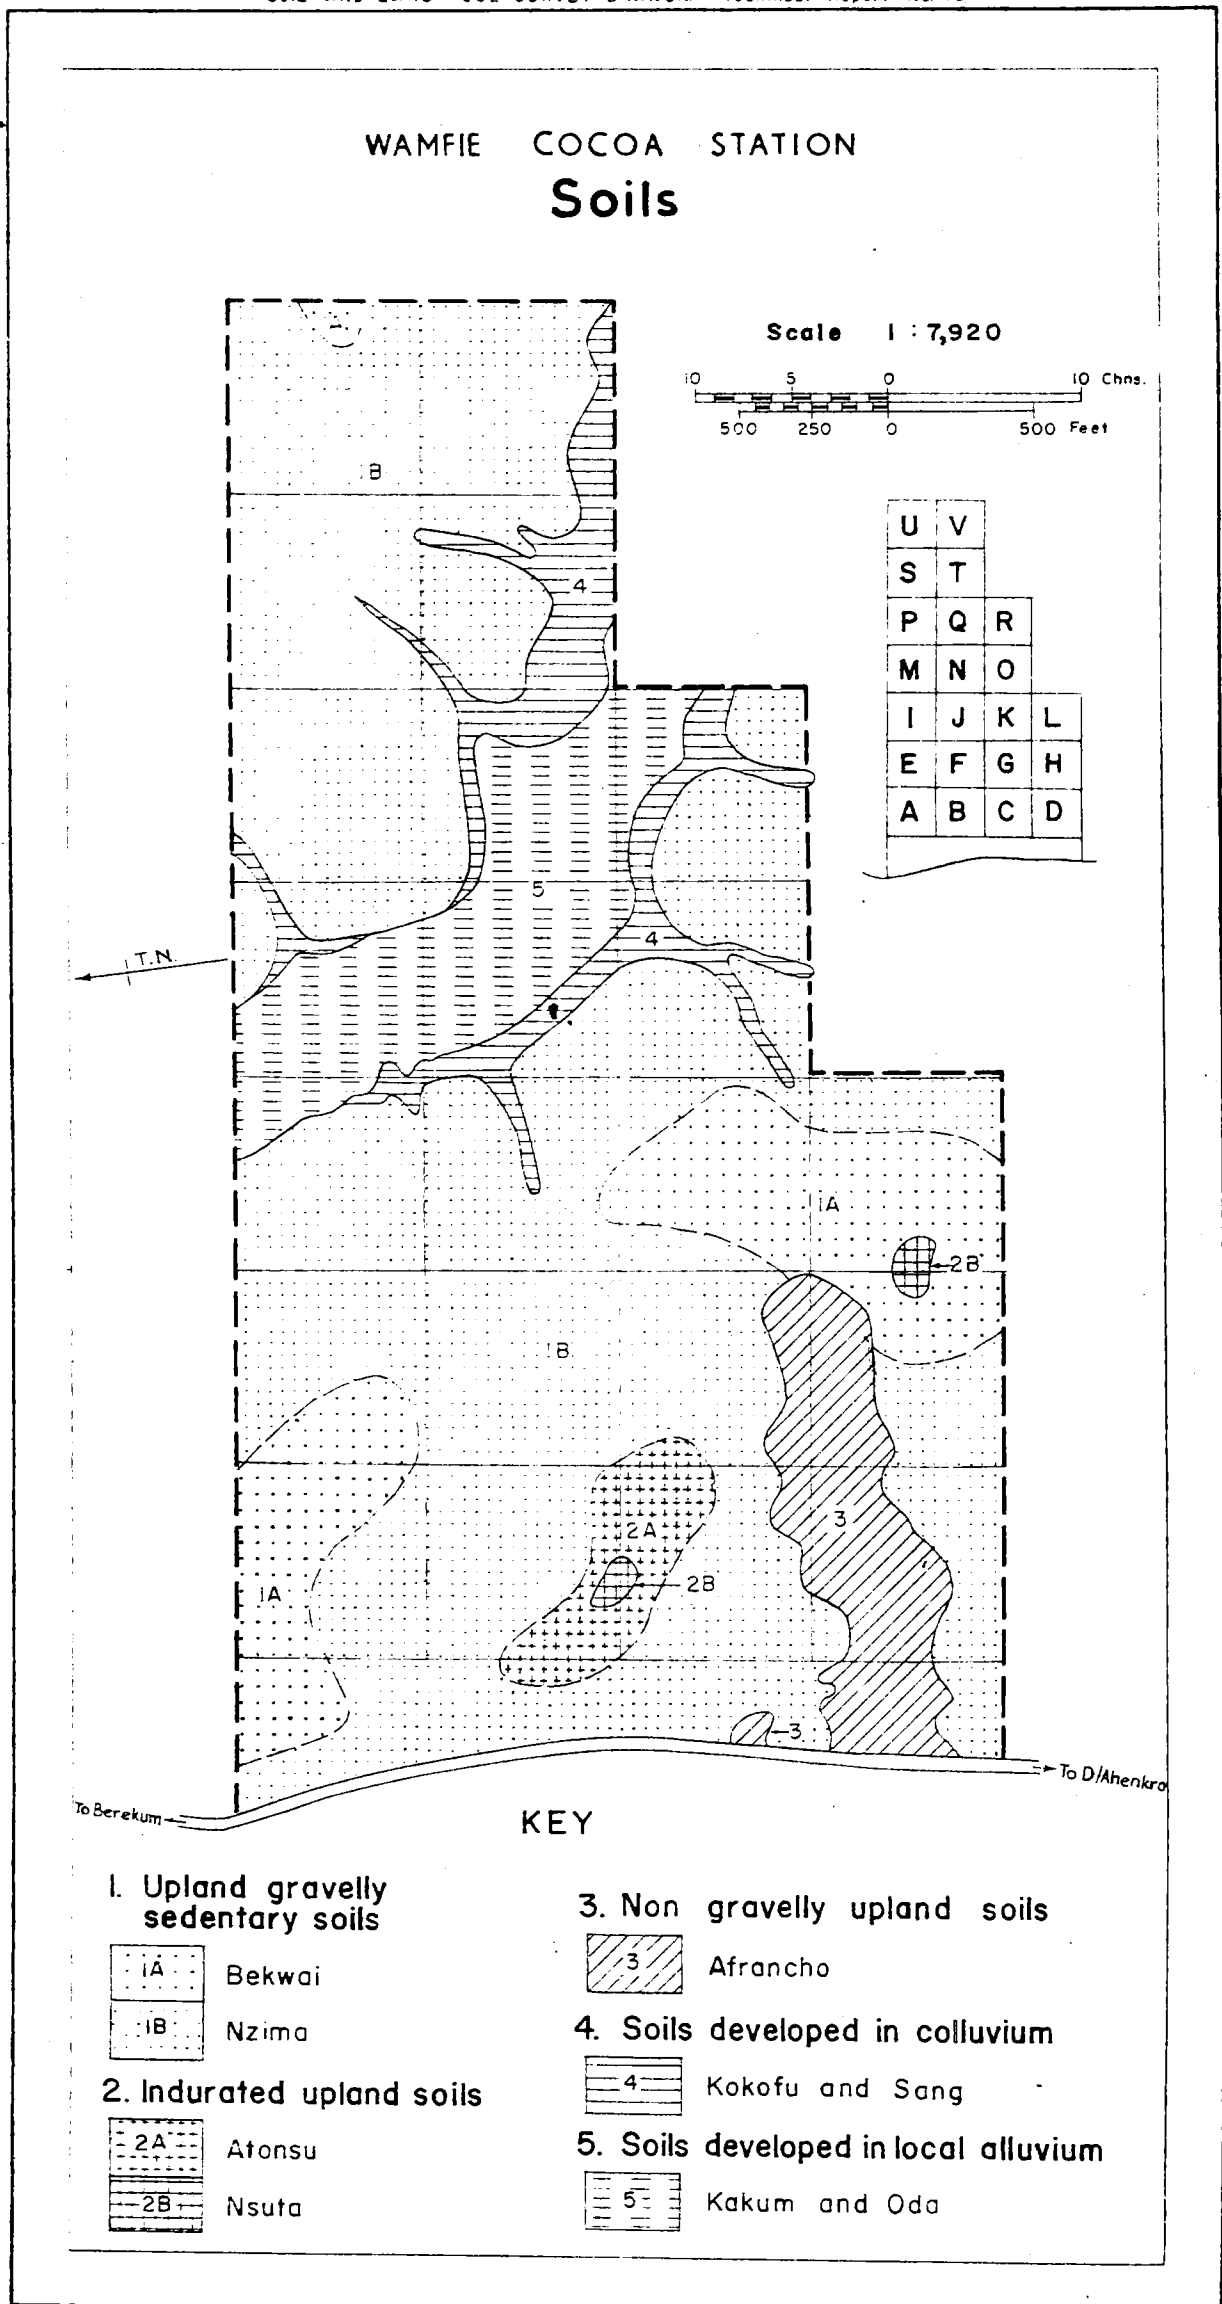 WAMFIE COCOA STATION
Soils
Scale 1 : 7,920
10 5 0 10 Chns.
500 250 0 500 Feet
U V
S T
P Q R
M N O
I J K L
E F G H
A B C D
1B
4
5
4
T.N.
1A
2B
1B
3
2A
2B
1A
3
To Berekum
To D/Ahenkro
KEY
1. Upland gravelly
sedentary soils
1A Bekwai
1B Nzima
2. Indurated upland soils
2A Atonsu
2B Nsuta
3. Non gravelly upland soils
3 Afrancho
4. Soils developed in colluvium
4 Kokofu and Sang
5. Soils developed in local alluvium
5 Kakum and Oda